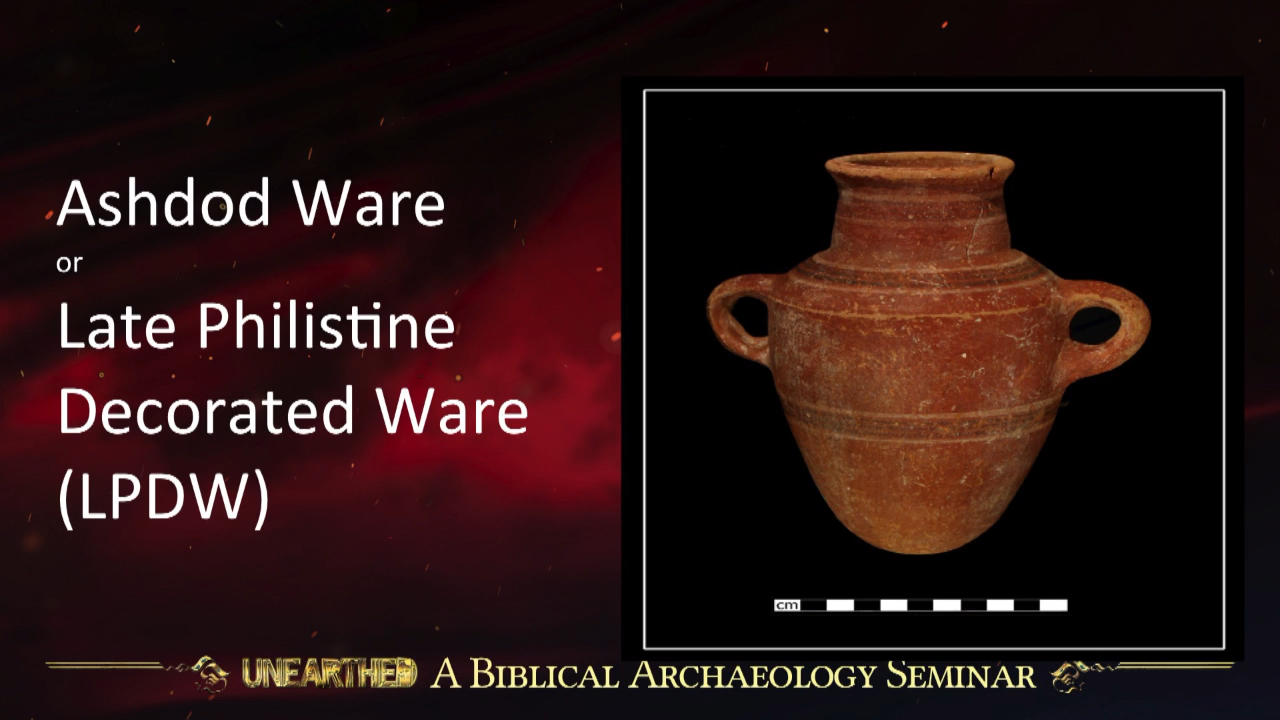 Ashdod Ware
or
Late Philistine
Decorated Ware
(LPDW)
cm
UNEARTHED A BIBLICAL ARCHAEOLOGY SEMINAR